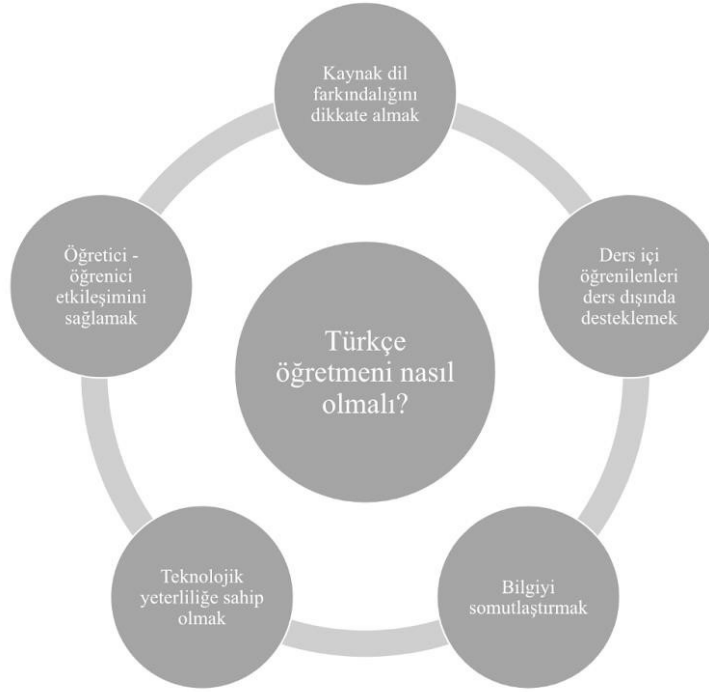 Kaynak dil
farkındalığını
dikkate almak
Öğretici -
öğrenici
etkileşimini
sağlamak
Ders içi
öğrenilenleri
ders dışında
desteklemek
Türkçe
öğretmeni nasıl
olmalı?
Teknolojik
yeterliliğe sahip
olmak
Bilgiyi
somutlaştırmak